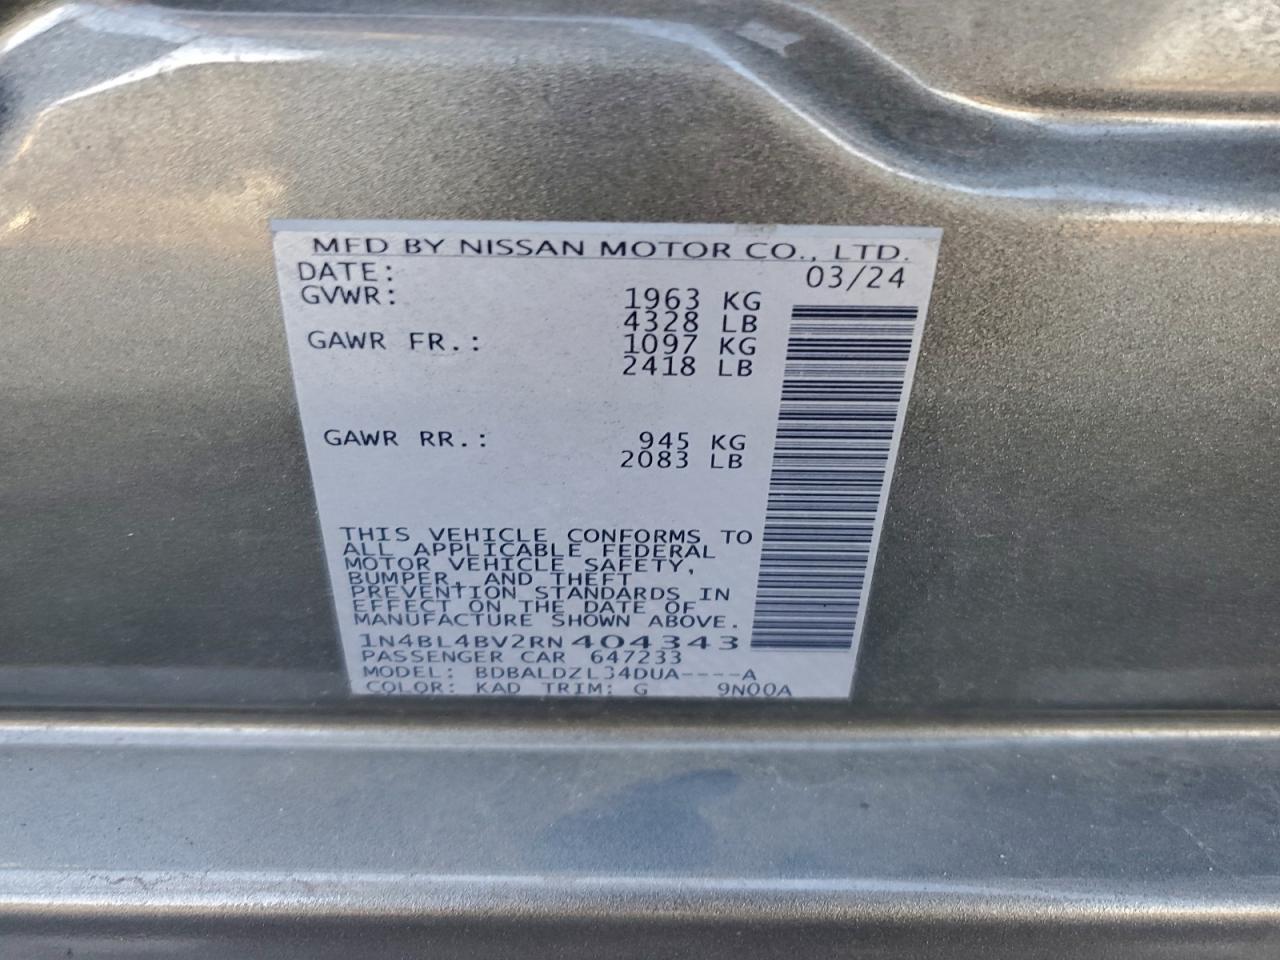 MFD BY NISSAN MOTOR CO., LTD.
DATE: 03/24
GVWR: 1963 KG
4328 LB
GAWR FR.: 1097 KG
2418 LB
GAWR RR.: 945 KG
2083 LB
THIS VEHICLE CONFORMS TO
ALL APPLICABLE FEDERAL
MOTOR VEHICLE SAFETY,
BUMPER, AND THEFT
PREVENTION STANDARDS IN
EFFECT ON THE DATE OF
MANUFACTURE SHOWN ABOVE.
1N4BL4BV2RN404343
PASSENGER CAR 647233
MODEL: BDBALDZL34DUA----A
COLOR: KAD TRIM: G 9N00A